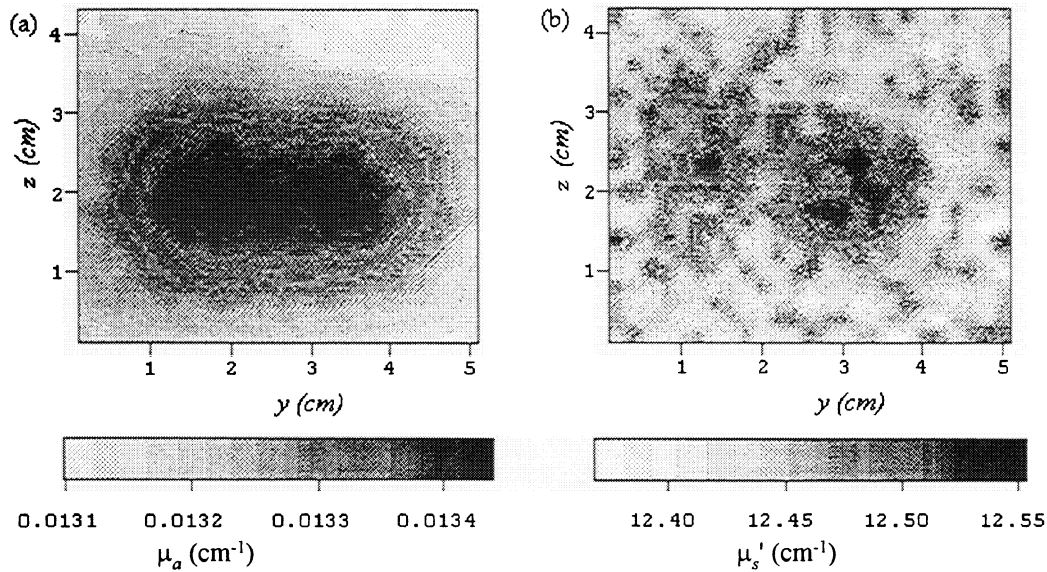 (a)
4
3
2
1
z (cm)
1 2 3 4 5
y (cm)
0.0131 0.0132 0.0133 0.0134
μa (cm-1)
(b)
4
3
2
1
z (cm)
1 2 3 4 5
y (cm)
12.40 12.45 12.50 12.55
μs' (cm-1)